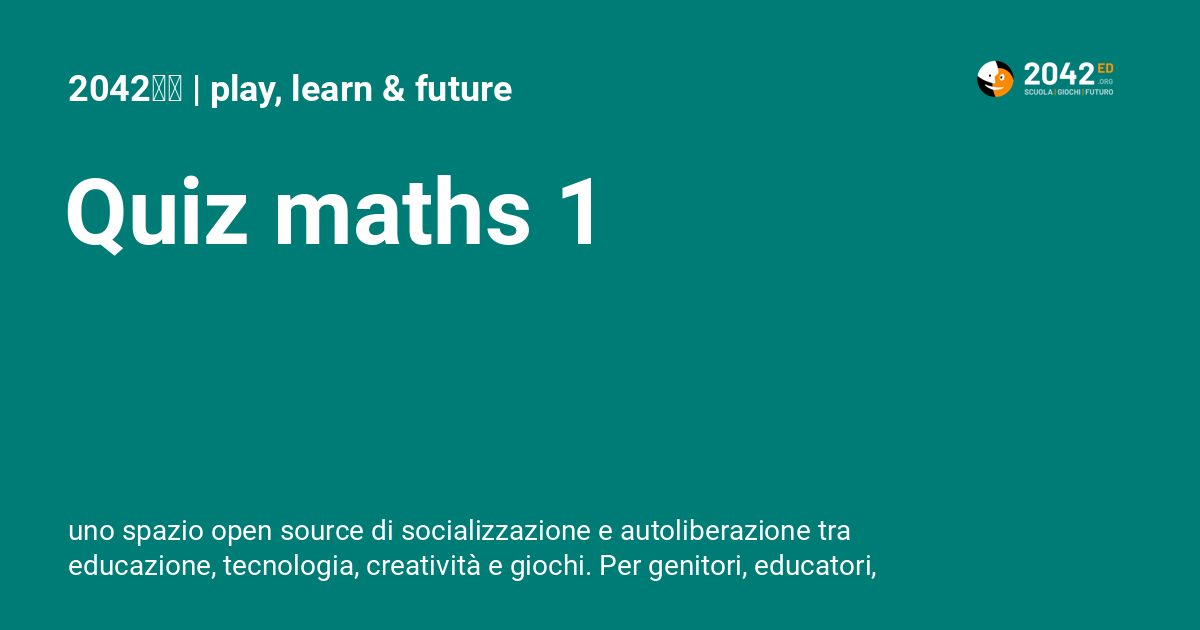 2042 | play, learn & future
2042 ED
.ORG
SCUOLA | GIOCHI | FUTURO
Quiz maths 1
uno spazio open source di socializzazione e autoliberazione tra
educazione, tecnologia, creatività e giochi. Per genitori, educatori,